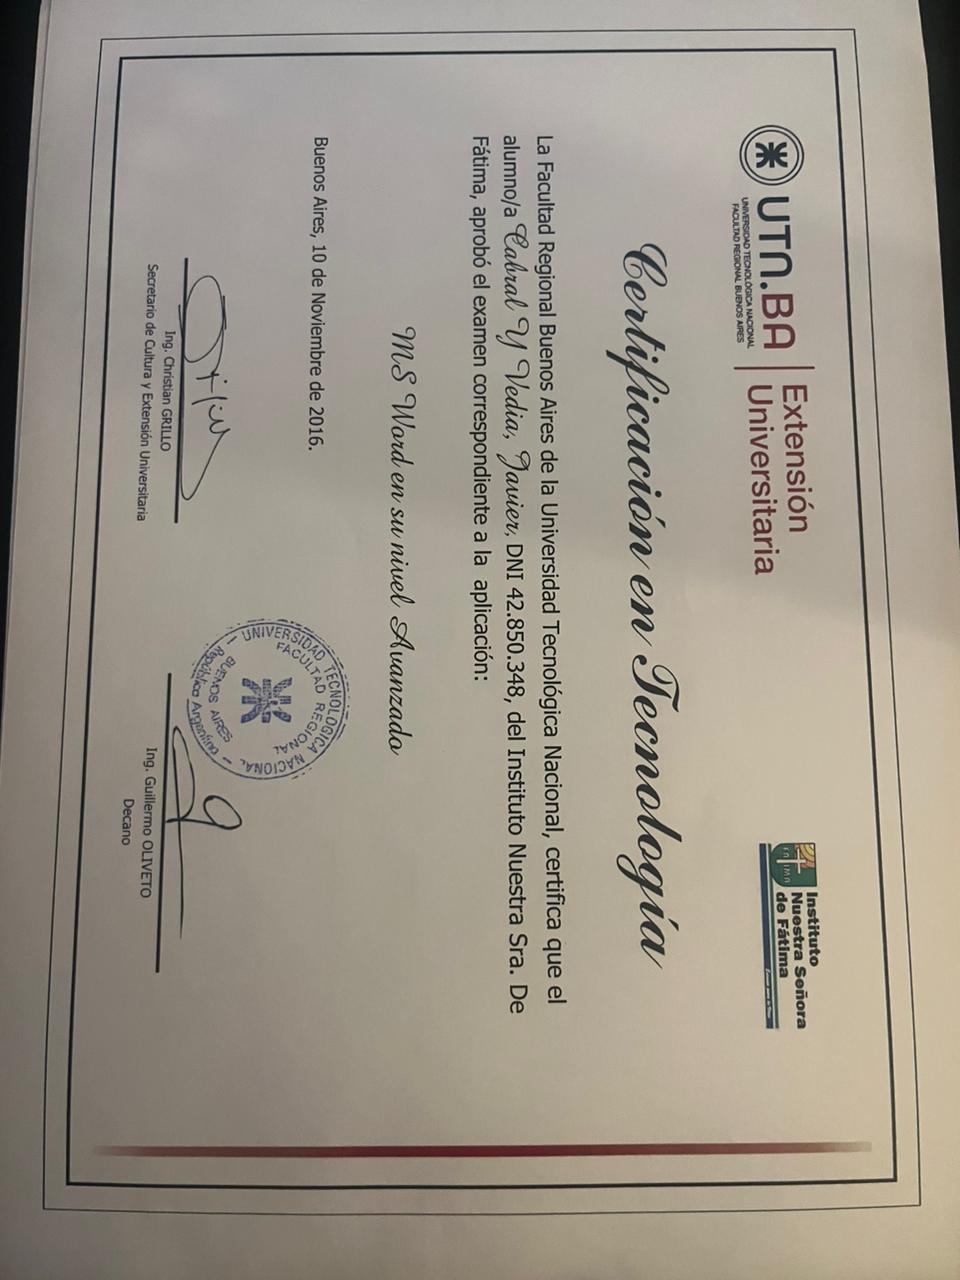 UTN.BA
UNIVERSIDAD TECNOLÓGICA NACIONAL
FACULTAD REGIONAL BUENOS AIRES
Extensión
Universitaria
FATIMA
Instituto
Nuestra Señora
de Fátima
Certificación en Tecnología
La Facultad Regional Buenos Aires de la Universidad Tecnológica Nacional, certifica que el
alumno/a Cabral Y Vedia, Javier, DNI 42.850.348, del Instituto Nuestra Sra. De
Fátima, aprobó el examen correspondiente a la aplicación:
MS Word en su nivel Avanzado
Buenos Aires, 10 de Noviembre de 2016.
UNIVERSIDAD TECNOLOGICA NACIONAL
FACULTAD REGIONAL
BUENOS AIRES
República Argentina
Ing. Christian GRILLO
Secretario de Cultura y Extensión Universitaria
Ing. Guillermo OLIVETO
Decano